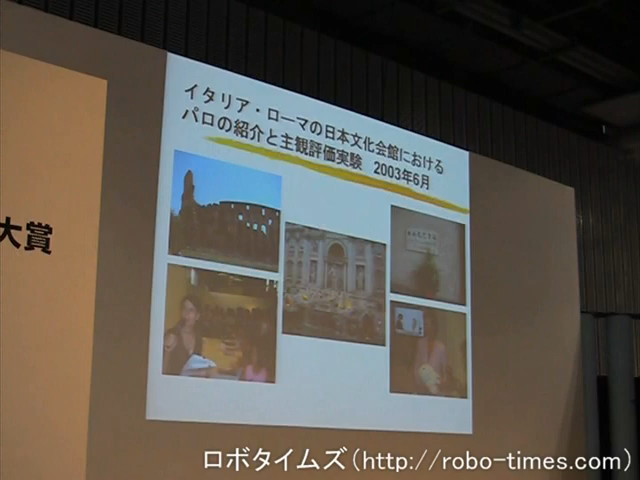 イタリア・ローマの日本文化会館における
パロの紹介と主観評価実験 2003年6月
大賞
ロボタイムズ(http://robo-times.com)